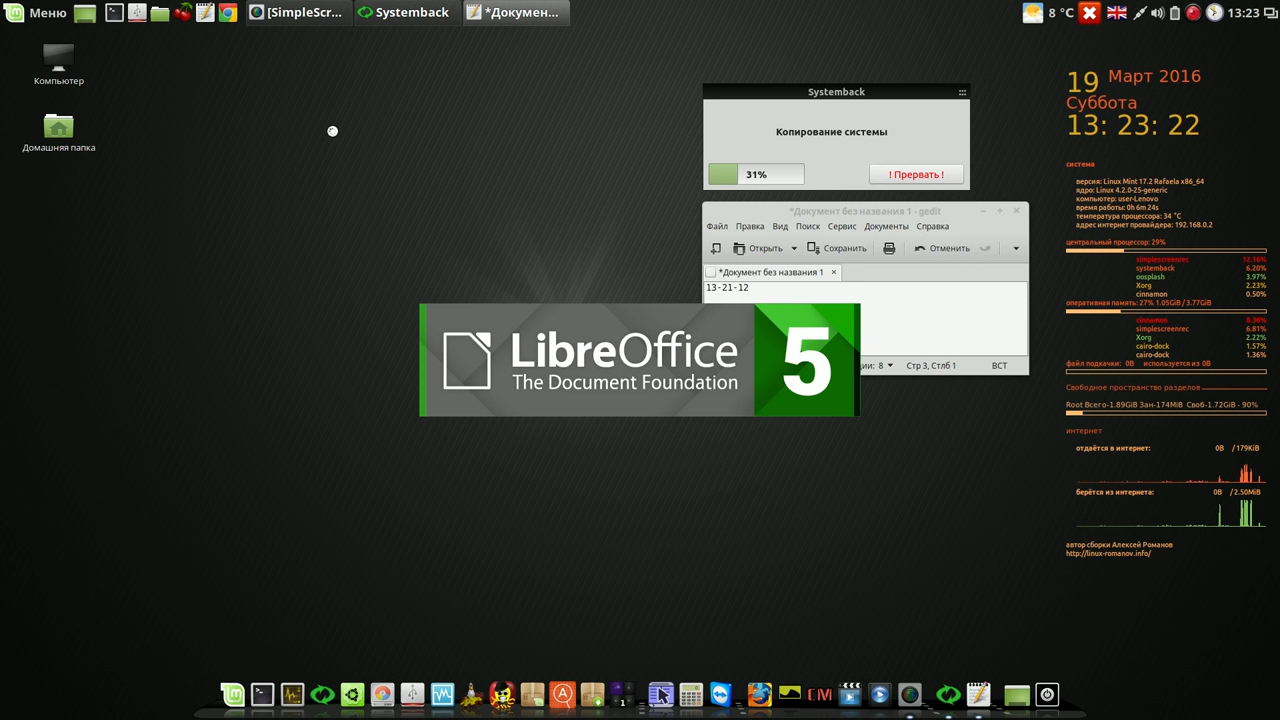 Меню
[SimpleScr...
Systemback
*Докумен...
8 °C
13:23
Компьютер
Домашняя папка
Systemback
Копирование системы
31%
! Прервать !
*Документ без названия 1 - gedit
Файл Правка Вид Поиск Сервис Документы Справка
Открыть Сохранить Отменить
*Документ без названия 1
13-21-12
ции: 8 Стр 3, Стлб 1 ВСТ
LibreOffice
The Document Foundation
5
19 Март 2016
Суббота
13: 23: 22
система
версия: Linux Mint 17.2 Rafaela x86_64
ядро: Linux 4.2.0-25-generic
компьютер: user-Lenovo
время работы: 0h 6m 24s
температура процессора: 34 °C
адрес интернет провайдера: 192.168.0.2
центральный процессор: 29%
simplescreenrec 12.16%
systemback 6.20%
oosplash 3.97%
Xorg 2.23%
cinnamon 0.50%
оперативная память: 27% 1.05GiB / 3.77GiB
cinnamon 8.36%
simplescreenrec 6.81%
Xorg 2.22%
cairo-dock 1.57%
cairo-dock 1.36%
файл подкачки: 0B используется из 0B
Свободное пространство разделов
Root Всего-1.89GiB Зан-174MiB Своб-1.72GiB - 90%
интернет
отдаётся в интернет: 0B /179KiB
берётся из интернета: 0B /2.50MiB
автор сборки Алексей Романов
http://linux-romanov.info/
1